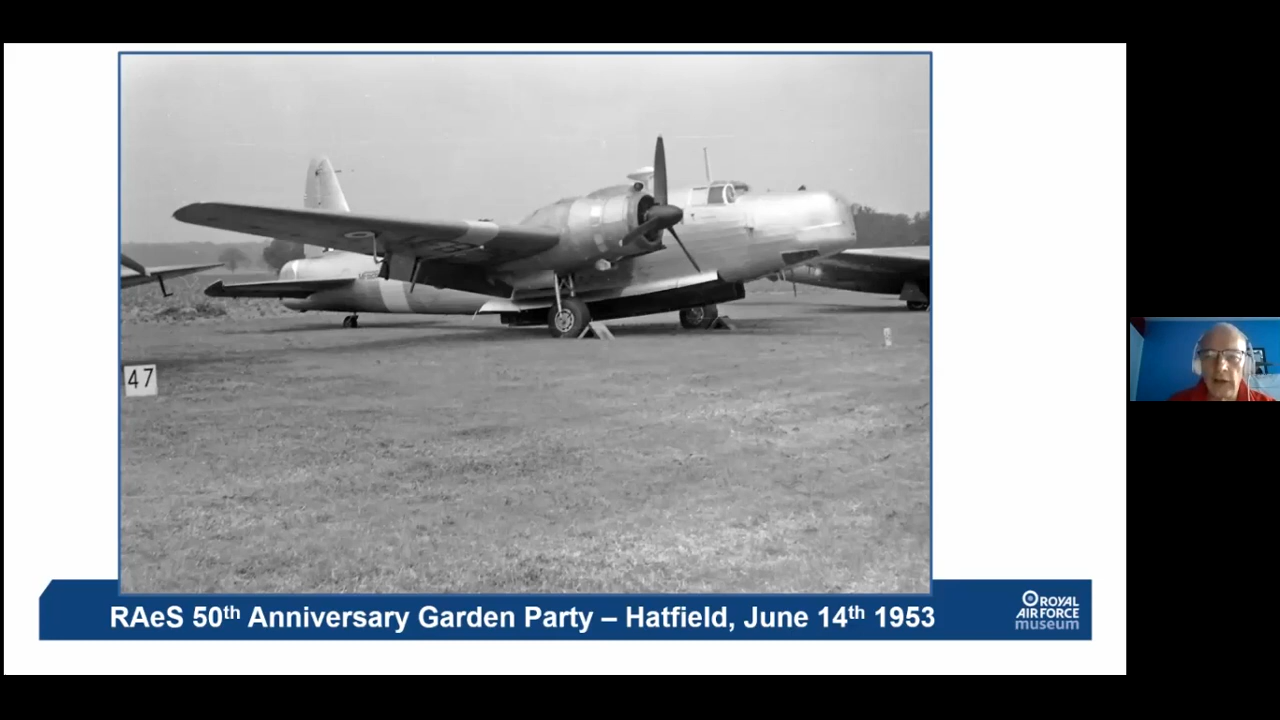 47
RAeS 50th Anniversary Garden Party – Hatfield, June 14th 1953
ROYAL
AIR FORCE
museum